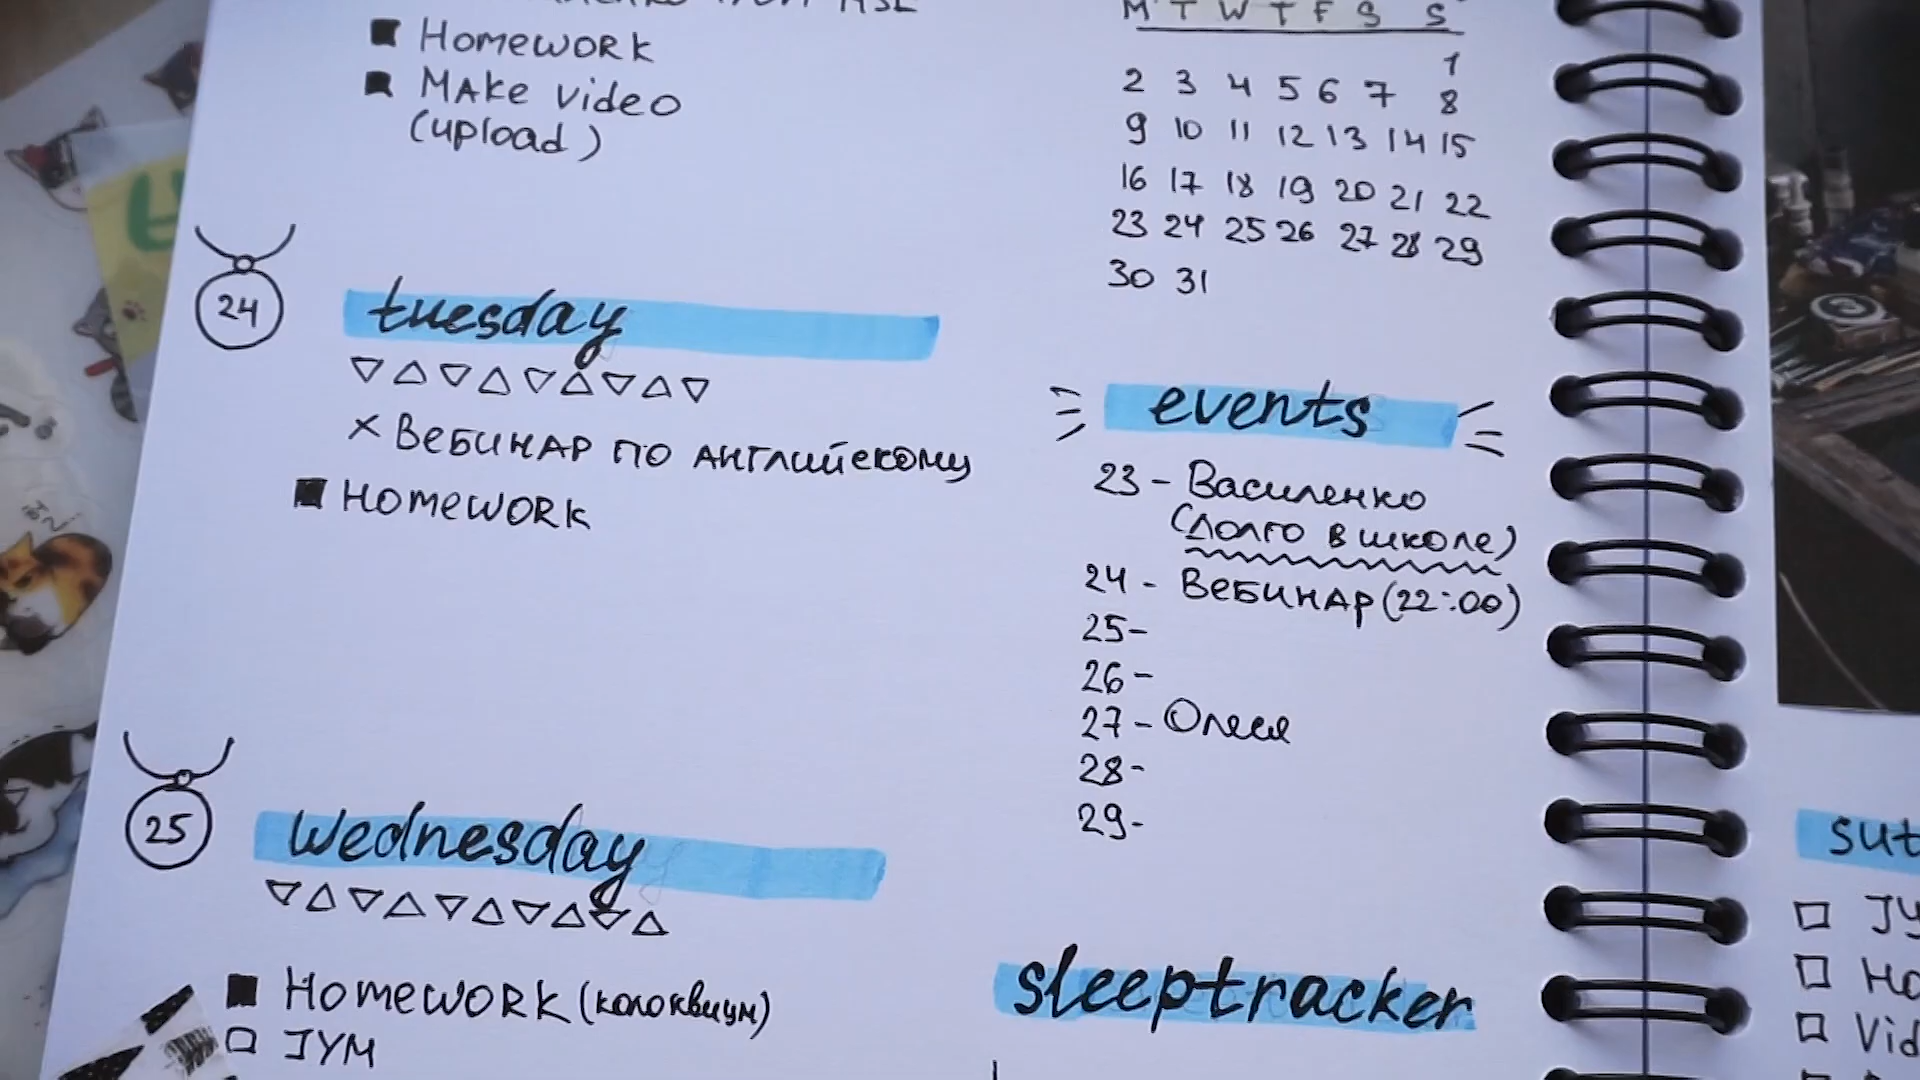 ■ Homework
■ Make video
(upload)
24
tuesday
× Вебинар по английскому
■ Homework
25
wednesday
■ Homework (колоквиум)
□ JYM
M T W T F S S
1
2 3 4 5 6 7 8
9 10 11 12 13 14 15
16 17 18 19 20 21 22
23 24 25 26 27 28 29
30 31
events
23 - Василенко
(долго в школе)
24 - Вебинар (22:00)
25-
26-
27 - Олеся
28-
29-
sleeptracker